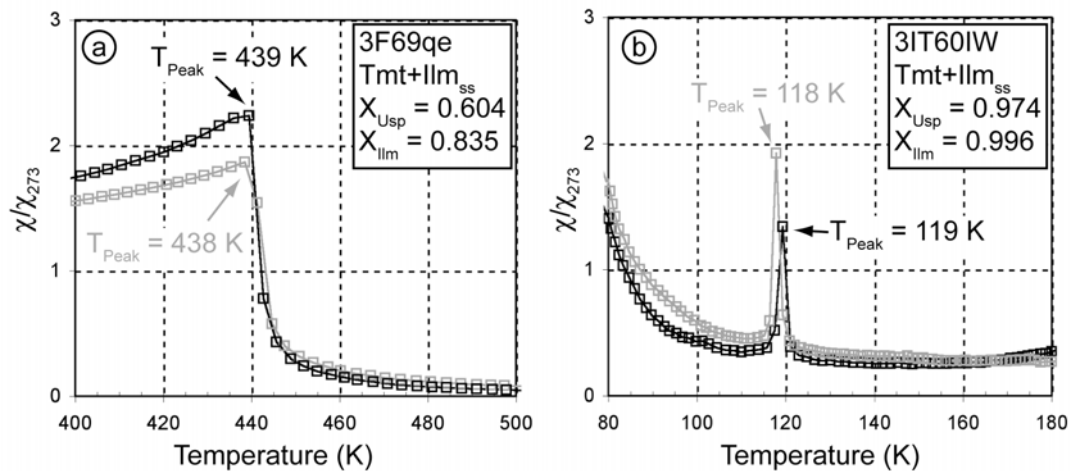 3
a
T_Peak = 439 K
3F69qe
Tmt+Ilm_ss
X_Usp = 0.604
X_Ilm = 0.835
2
χ/χ_273
T_Peak = 438 K
1
0
400 420 440 460 480 500
Temperature (K)
3
b
3IT60IW
Tmt+Ilm_ss
X_Usp = 0.974
X_Ilm = 0.996
T_Peak = 118 K
2
χ/χ_273
T_Peak = 119 K
1
0
80 100 120 140 160 180
Temperature (K)